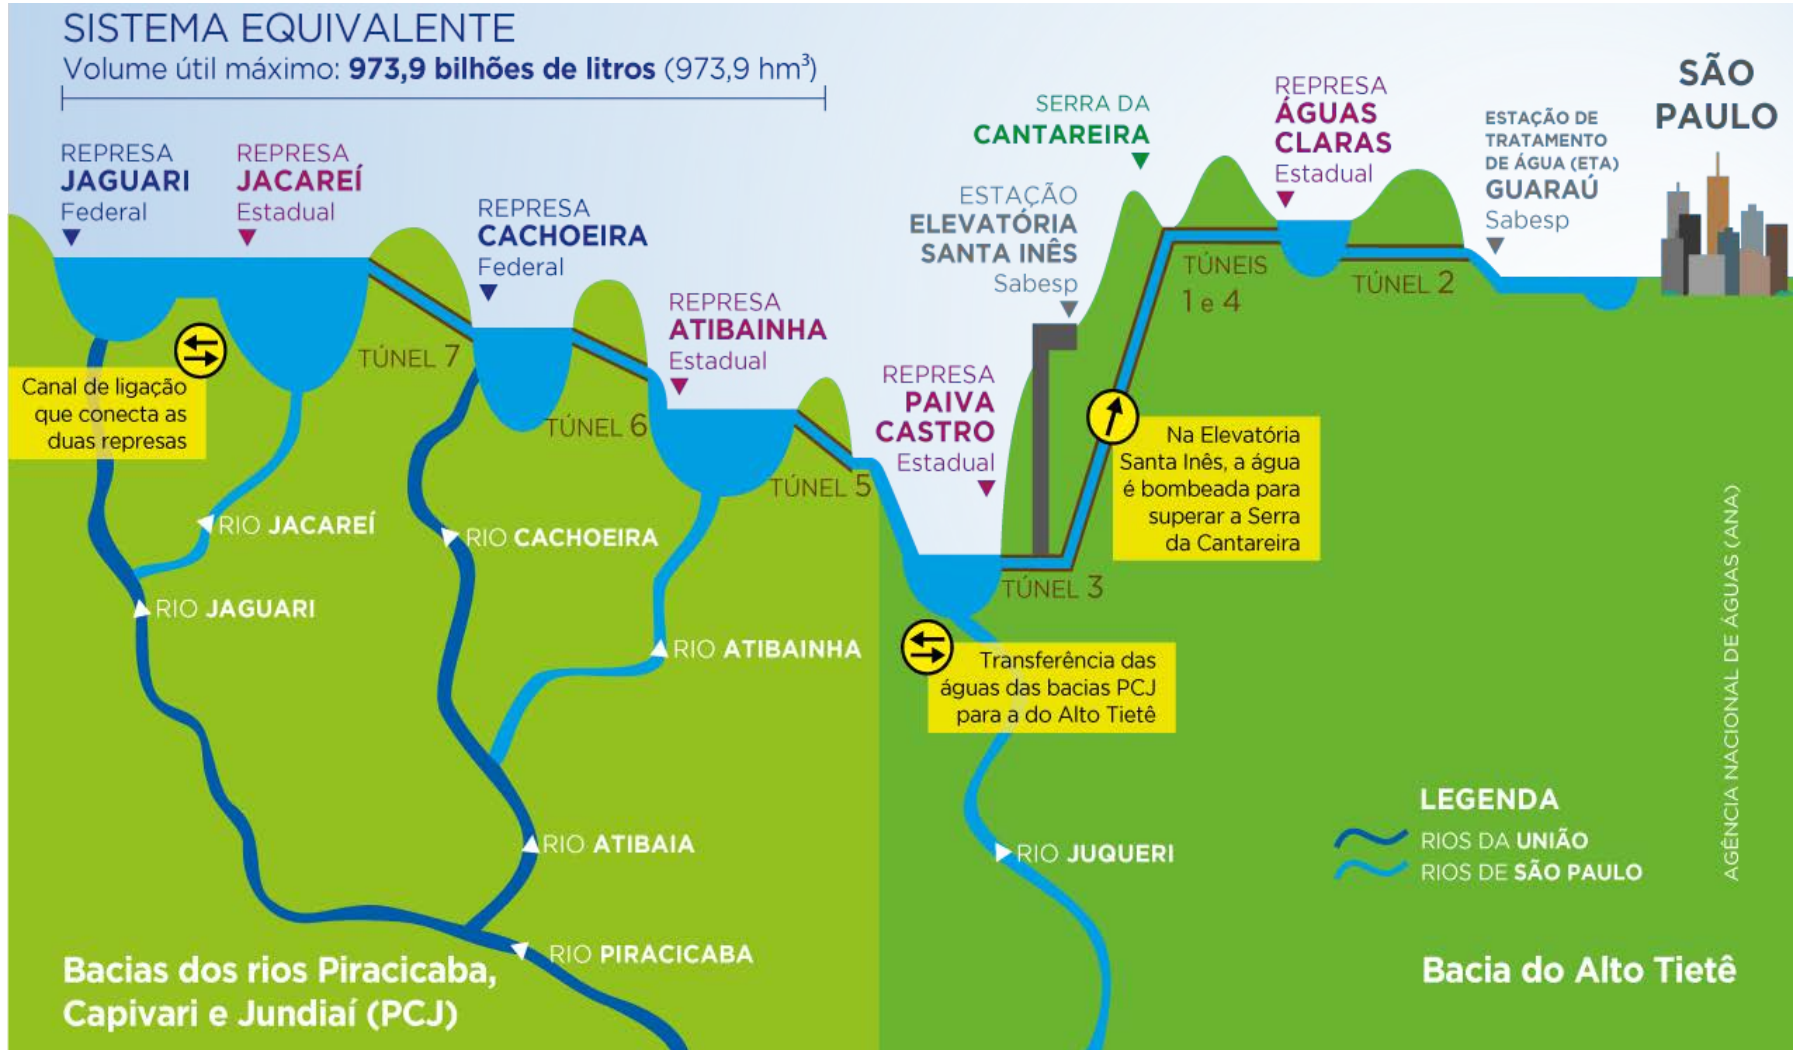 SISTEMA EQUIVALENTE
Volume útil máximo: 973,9 bilhões de litros (973,9 hm³)
REPRESA
JAGUARI
Federal
REPRESA
JACAREÍ
Estadual
REPRESA
CACHOEIRA
Federal
REPRESA
ATIBAINHA
Estadual
REPRESA
PAIVA
CASTRO
Estadual
SERRA DA
CANTAREIRA
ESTAÇÃO
ELEVATÓRIA
SANTA INÊS
Sabesp
REPRESA
ÁGUAS
CLARAS
Estadual
ESTAÇÃO DE
TRATAMENTO
DE ÁGUA (ETA)
GUARAÚ
Sabesp
SÃO
PAULO
Canal de ligação
que conecta as
duas represas
TÚNEL 7
TÚNEL 6
TÚNEL 5
TÚNEL 3
TÚNEIS
1 e 4
TÚNEL 2
Na Elevatória
Santa Inês, a água
é bombeada para
superar a Serra
da Cantareira
Transferência das
águas das bacias PCJ
para a do Alto Tietê
RIO JACAREÍ
RIO JAGUARI
RIO CACHOEIRA
RIO ATIBAINHA
RIO ATIBAIA
RIO PIRACICABA
RIO JUQUERI
LEGENDA
RIOS DA UNIÃO
RIOS DE SÃO PAULO
Bacias dos rios Piracicaba,
Capivari e Jundiaí (PCJ)
Bacia do Alto Tietê
AGÊNCIA NACIONAL DE ÁGUAS (ANA)